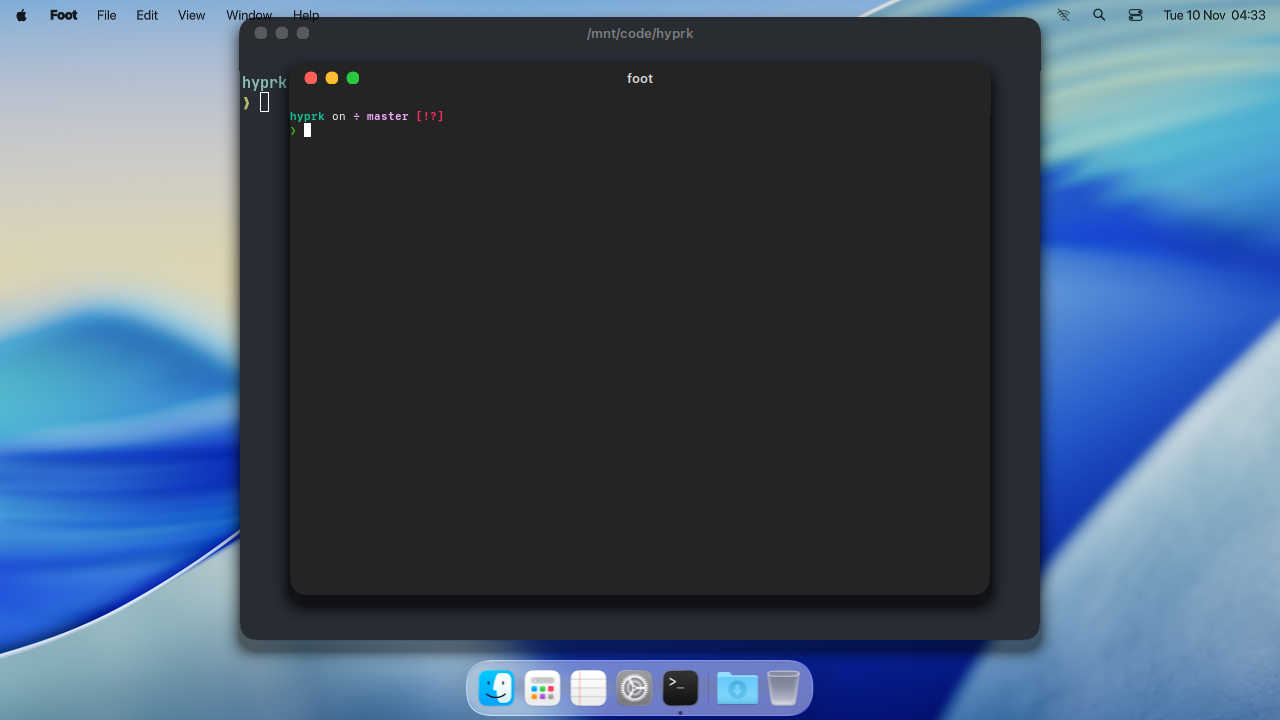 Foot File Edit View Window Help Tue 10 Nov 04:33
/mnt/code/hyprk
hyprk
❯
foot
hyprk on ÷ master [!?]
❯
>_